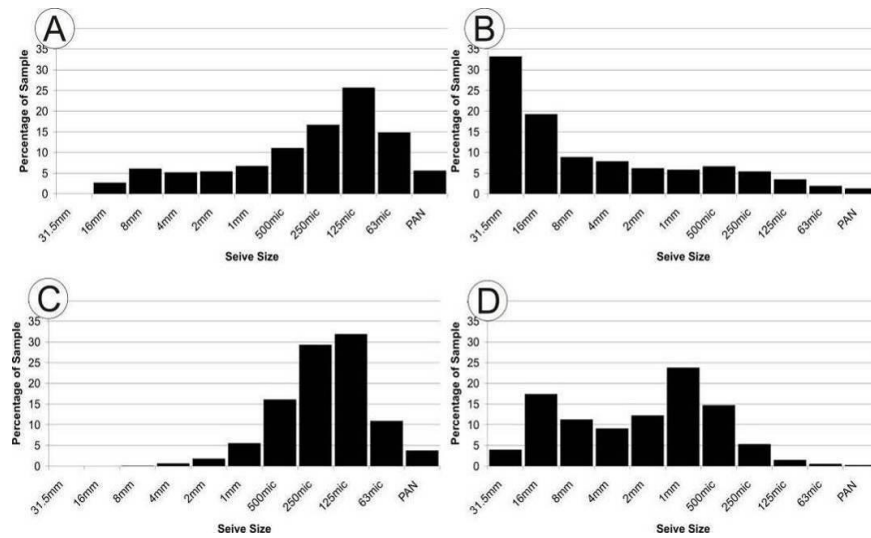 A
Percentage of Sample
35
30
25
20
15
10
5
0
31.5mm
16mm
8mm
4mm
2mm
1mm
500mic
250mic
125mic
63mic
PAN
Seive Size
B
Percentage of Sample
35
30
25
20
15
10
5
0
31.5mm
16mm
8mm
4mm
2mm
1mm
500mic
250mic
125mic
63mic
PAN
Seive Size
C
Percentage of Sample
35
30
25
20
15
10
5
0
31.5mm
16mm
8mm
4mm
2mm
1mm
500mic
250mic
125mic
63mic
PAN
Seive Size
D
Percentage of Sample
35
30
25
20
15
10
5
0
31.5mm
16mm
8mm
4mm
2mm
1mm
500mic
250mic
125mic
63mic
PAN
Seive Size